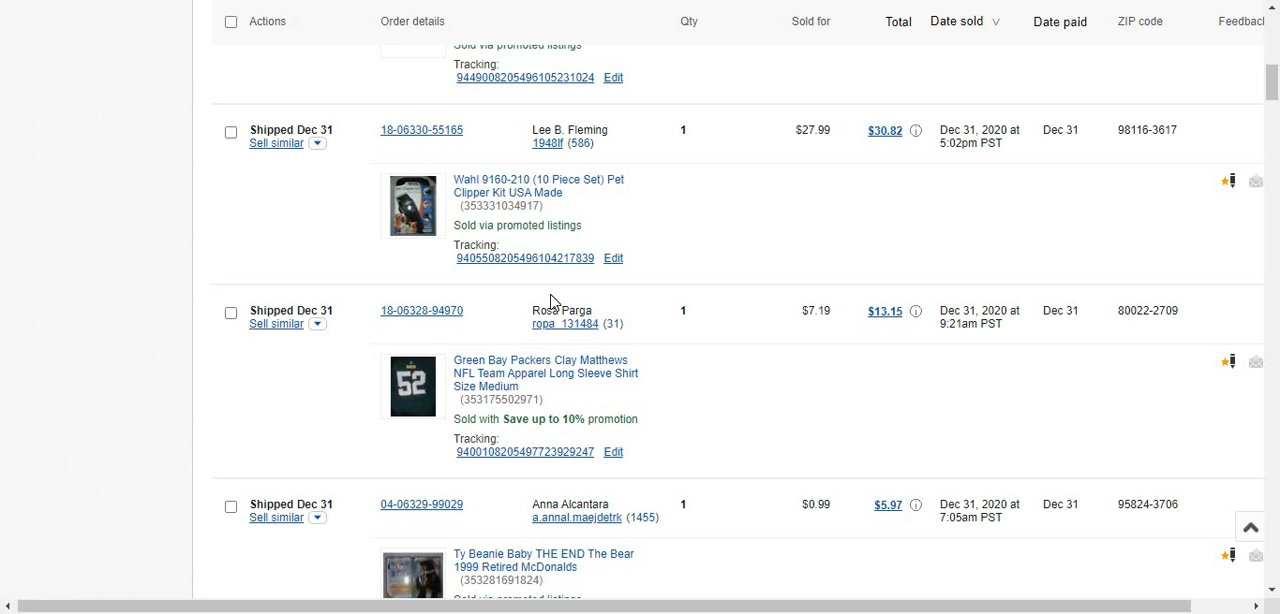 Actions Order details Qty Sold for Total Date sold Date paid ZIP code Feedback
Sold via promoted listings
Tracking:
9449008205496105231024 Edit
Shipped Dec 31 18-06330-55165 Lee B. Fleming 1 $27.99 $30.82 Dec 31, 2020 at Dec 31 98116-3617
Sell similar 1948lf (586) 5:02pm PST
Wahl 9160-210 (10 Piece Set) Pet
Clipper Kit USA Made
(353331034917)
Sold via promoted listings
Tracking:
9405508205496104217839 Edit
Shipped Dec 31 18-06328-94970 Rosa Parga 1 $7.19 $13.15 Dec 31, 2020 at Dec 31 80022-2709
Sell similar ropa_131484 (31) 9:21am PST
Green Bay Packers Clay Matthews
NFL Team Apparel Long Sleeve Shirt
Size Medium
(353175502971)
52
Sold with Save up to 10% promotion
Tracking:
9400108205497723929247 Edit
Shipped Dec 31 04-06329-99029 Anna Alcantara 1 $0.99 $5.97 Dec 31, 2020 at Dec 31 95824-3706
Sell similar a.annal.maejdetrk (1455) 7:05am PST
Ty Beanie Baby THE END The Bear
1999 Retired McDonalds
(353281691824)
Sold via promoted listings